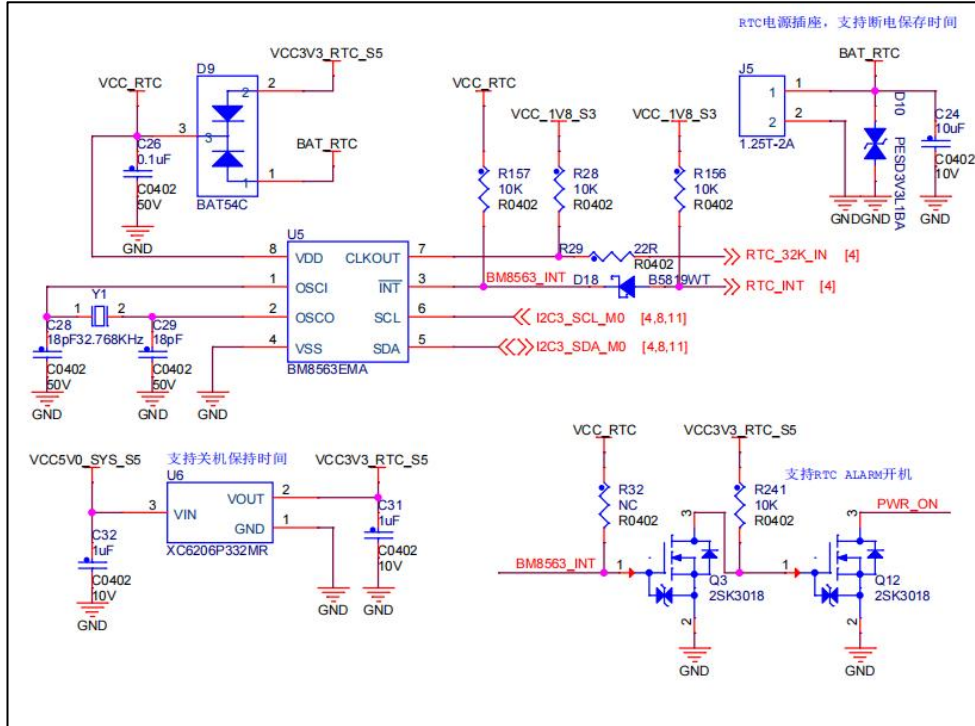 RTC电源插座，支持断电保存时间
VCC3V3_RTC_S5
D9
VCC_RTC
2
2
3
3
C26
0.1uF
C0402
50V
GND
BAT_RTC
1
1
BAT54C
VCC_RTC
VCC_1V8_S3
VCC_1V8_S3
R157
10K
R0402
R28
10K
R0402
R156
10K
R0402
J5
BAT_RTC
1
1
2
2
1.25T-2A
D10
PESD3V3L1BA
C24
10uF
C0402
10V
GND
GND
GND
U5
8
VDD
CLKOUT
7
R29
22R
R0402
RTC_32K_IN
[4]
1
OSCI
INT
3
BM8563_INT
D18
B5819WT
RTC_INT
[4]
2
OSCO
SCL
6
I2C3_SCL_M0
[4,8,11]
4
VSS
SDA
5
I2C3_SDA_M0
[4,8,11]
BM8563EMA
Y1
1
2
32.768KHz
C28
18pF
C0402
50V
GND
C29
18pF
C0402
50V
GND
GND
VCC5V0_SYS_S5
支持关机保持时间
VCC3V3_RTC_S5
U6
3
VIN
VOUT
2
GND
1
XC6206P332MR
C32
1uF
C0402
10V
GND
C31
1uF
C0402
10V
GND
GND
VCC_RTC
VCC3V3_RTC_S5
支持RTC ALARM开机
R32
NC
R0402
R241
10K
R0402
BM8563_INT
1
3
Q3
2SK3018
2
GND
1
3
PWR_ON
Q12
2SK3018
2
GND